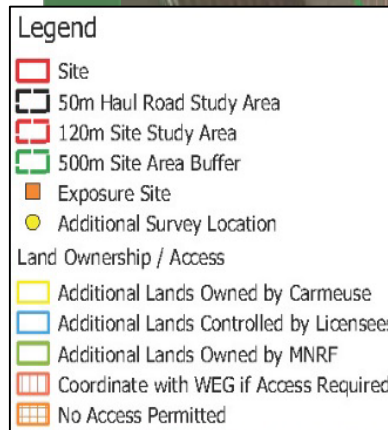 Legend
Site
50m Haul Road Study Area
120m Site Study Area
500m Site Area Buffer
Exposure Site
Additional Survey Location
Land Ownership / Access
Additional Lands Owned by Carmeuse
Additional Lands Controlled by Licensees
Additional Lands Owned by MNRF
Coordinate with WEG if Access Required
No Access Permitted